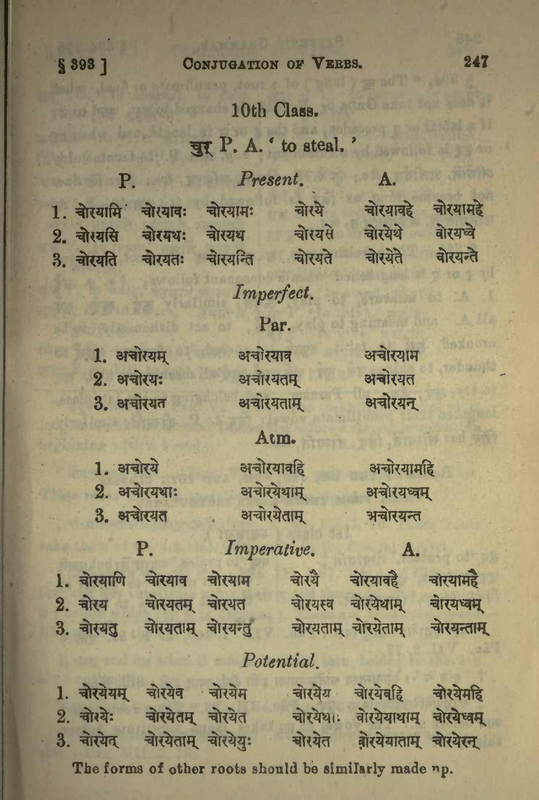 § 393 ] CONJUGATION OF VERBS. 247
10th Class.
चुर् P. A. ‘ to steal. ’
P. Present. A.
1. चोरयामि चोरयावः चोरयामः चोरये चोरयावहे चोरयामहे
2. चोरयसि चोरयथः चोरयथ चोरयसे चोरयेथे चोरयध्वे
3. चोरयति चोरयतः चोरयन्ति चोरयते चोरयेते चोरयन्ते
Imperfect.
Par.
1. अचोरयम् अचोरयाव अचोरयाम
2. अचोरयः अचोरयतम् अचोरयत
3. अचोरयत अचोरयताम् अचोरयन्
Atm.
1. अचोरये अचोरयावहि अचोरयामहि
2. अचोरयथाः अचोरयेथाम् अचोरयध्वम्
3. अचोरयत अचोरयेताम् अचोरयन्त
P. Imperative. A.
1. चोरयाणि चोरयाव चोरयाम चोरयै चोरयावहै चोरयामहै
2. चोरय चोरयतम् चोरयत चोरयस्व चोरयेथाम् चोरयध्वम्
3. चोरयतु चोरयताम् चोरयन्तु चोरयताम् चोरयेताम् चोरयन्ताम्
Potential.
1. चोरयेयम् चोरयेव चोरयेम चोरयेय चोरयेवहि चोरयेमहि
2. चोरयेः चोरयेतम् चोरयेत चोरयेथाः चोरयेयाथाम् चोरयेध्वम्
3. चोरयेत् चोरयेताम् चोरयेयुः चोरयेत चोरयेयाताम् चोरयेरन्
The forms of other roots should be similarly made up.